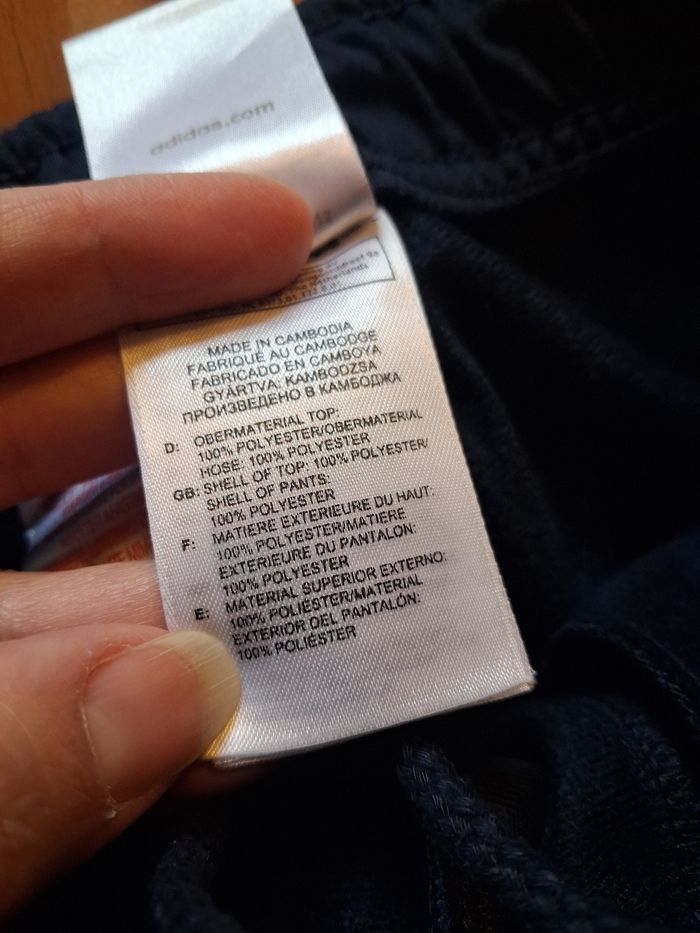 adidas.com
MADE IN CAMBODIA
FABRIQUÉ AU CAMBODGE
FABRICADO EN CAMBOYA
GYÁRTVA: KAMBODZSA
ПРОИЗВЕДЕНО В КАМБОДЖА
D: OBERMATERIAL TOP:
100% POLYESTER/OBERMATERIAL
HOSE: 100% POLYESTER
GB: SHELL OF TOP: 100% POLYESTER/
SHELL OF PANTS:
100% POLYESTER
F: MATIERE EXTERIEURE DU HAUT:
100% POLYESTER/MATIERE
EXTERIEURE DU PANTALON:
100% POLYESTER
E: MATERIAL SUPERIOR EXTERNO:
100% POLIÉSTER/MATERIAL
EXTERIOR DEL PANTALÓN:
100% POLIÉSTER